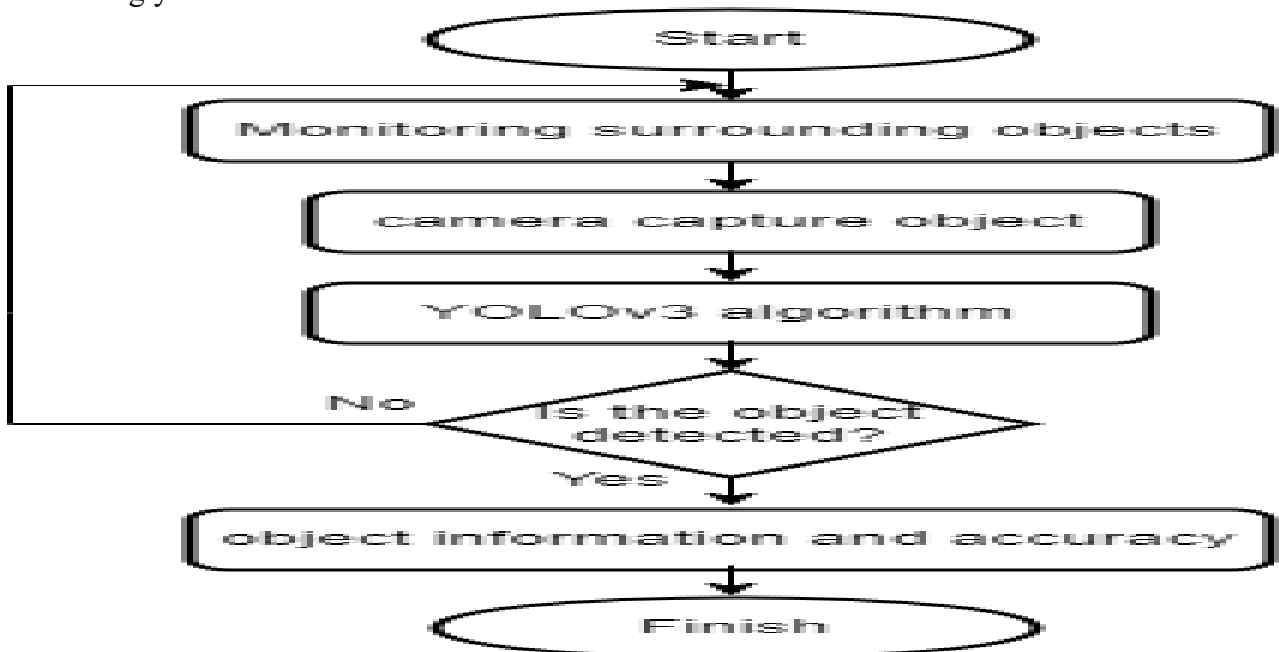 Start
Monitoring surrounding objects
camera capture object
YOLOv3 algorithm
No
Is the object
detected?
Yes
object information and accuracy
Finish